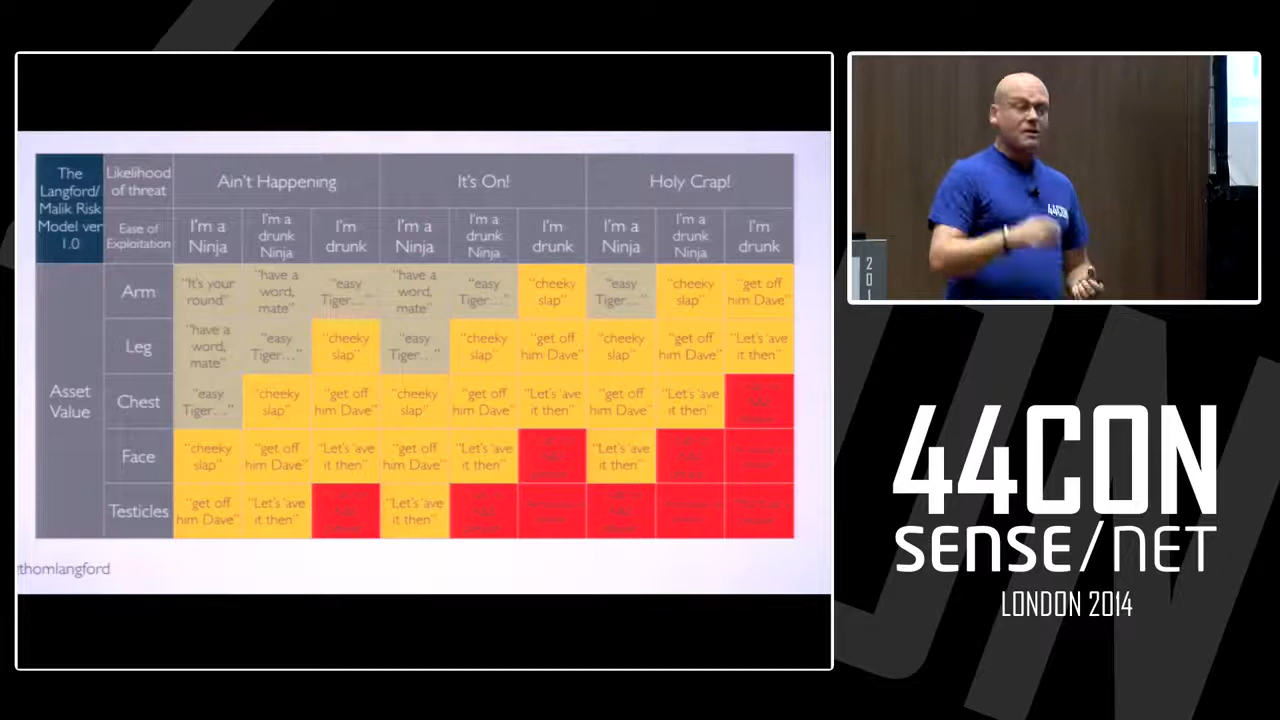 The
Langford/
Malik Risk
Model ver
1.0
Likelihood
of threat
Ain't Happening
It's On!
Holy Crap!
Ease of
Exploitation
I'm a
Ninja
I'm a
drunk
Ninja
I'm
drunk
I'm a
Ninja
I'm a
drunk
Ninja
I'm
drunk
I'm a
Ninja
I'm a
drunk
Ninja
I'm
drunk
Asset
Value
Arm
"It's your
round"
"have a
word,
mate"
"easy
Tiger…"
"have a
word,
mate"
"easy
Tiger…"
"cheeky
slap"
"easy
Tiger…"
"cheeky
slap"
"get off
him Dave"
Leg
"have a
word,
mate"
"easy
Tiger…"
"cheeky
slap"
"easy
Tiger…"
"cheeky
slap"
"get off
him Dave"
"cheeky
slap"
"get off
him Dave"
"Let's 'ave
it then"
Chest
"easy
Tiger…"
"cheeky
slap"
"get off
him Dave"
"cheeky
slap"
"get off
him Dave"
"Let's 'ave
it then"
"get off
him Dave"
"Let's 'ave
it then"
Face
"cheeky
slap"
"get off
him Dave"
"Let's 'ave
it then"
"get off
him Dave"
"Let's 'ave
it then"
"Let's 'ave
it then"
Testicles
"get off
him Dave"
"Let's 'ave
it then"
"Let's 'ave
it then"
thomlangford
44CON
201
44CON
SENSE/NET
LONDON 2014